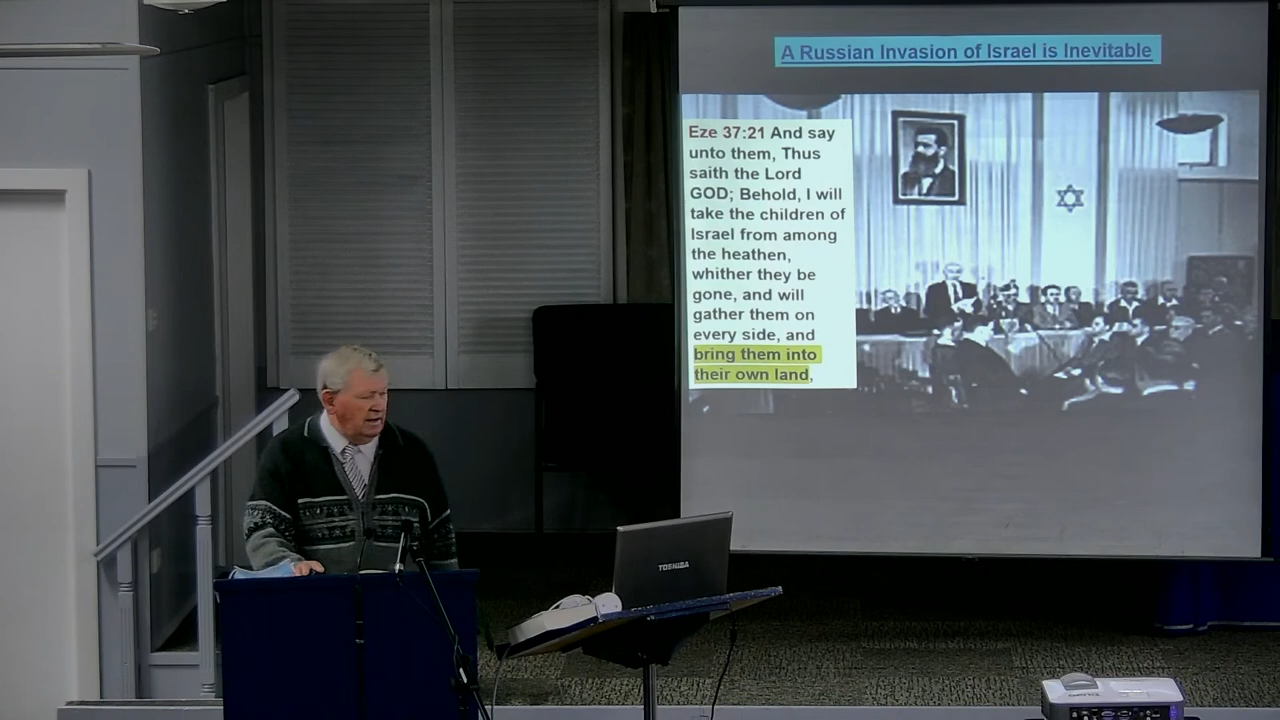 A Russian Invasion of Israel is Inevitable
Eze 37:21 And say
unto them, Thus
saith the Lord
GOD; Behold, I will
take the children of
Israel from among
the heathen,
whither they be
gone, and will
gather them on
every side, and
bring them into
their own land,
TOSHIBA